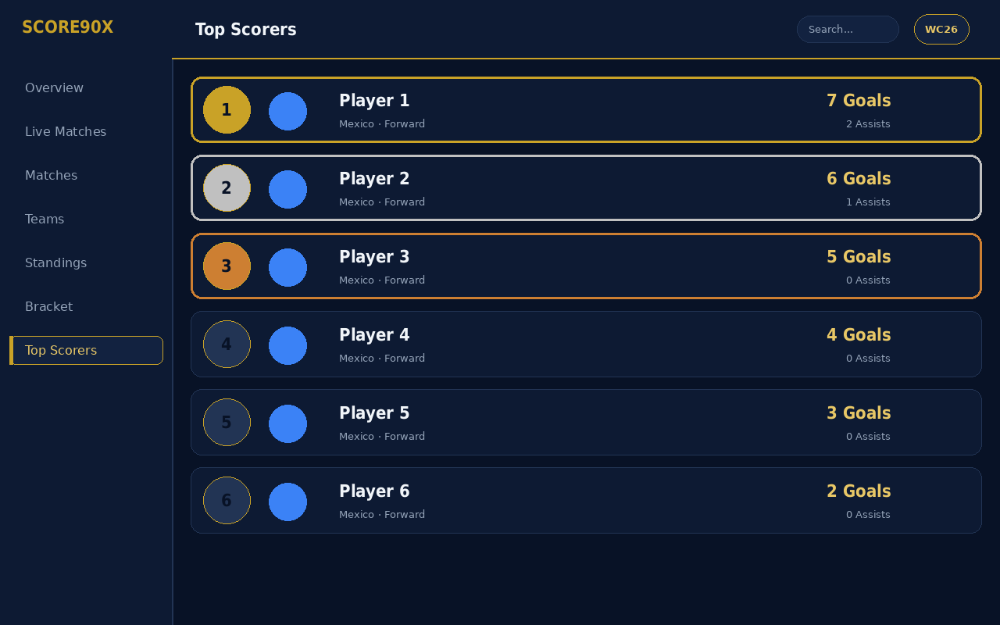 SCORE90X
Top Scorers
Search...
WC26
Overview
Live Matches
Matches
Teams
Standings
Bracket
Top Scorers
1
Player 1
Mexico · Forward
7 Goals
2 Assists
2
Player 2
Mexico · Forward
6 Goals
1 Assists
3
Player 3
Mexico · Forward
5 Goals
0 Assists
4
Player 4
Mexico · Forward
4 Goals
0 Assists
5
Player 5
Mexico · Forward
3 Goals
0 Assists
6
Player 6
Mexico · Forward
2 Goals
0 Assists